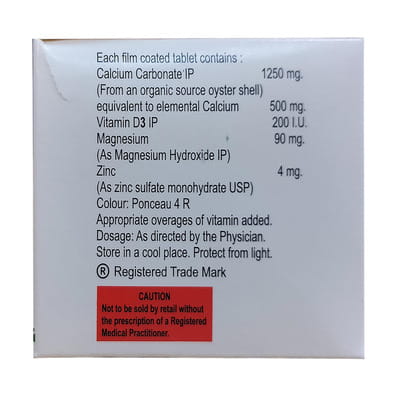 Each film coated tablet contains :
Calcium Carbonate IP 1250 mg.
(From an organic source oyster shell)
equivalent to elemental Calcium 500 mg.
Vitamin D3 IP 200 I.U.
Magnesium 90 mg.
(As Magnesium Hydroxide IP)
Zinc 4 mg.
(As zinc sulfate monohydrate USP)
Colour: Ponceau 4 R
Appropriate overages of vitamin added.
Dosage: As directed by the Physician.
Store in a cool place. Protect from light.
® Registered Trade Mark
CAUTION
Not to be sold by retail without
the prescription of a Registered
Medical Practitioner.